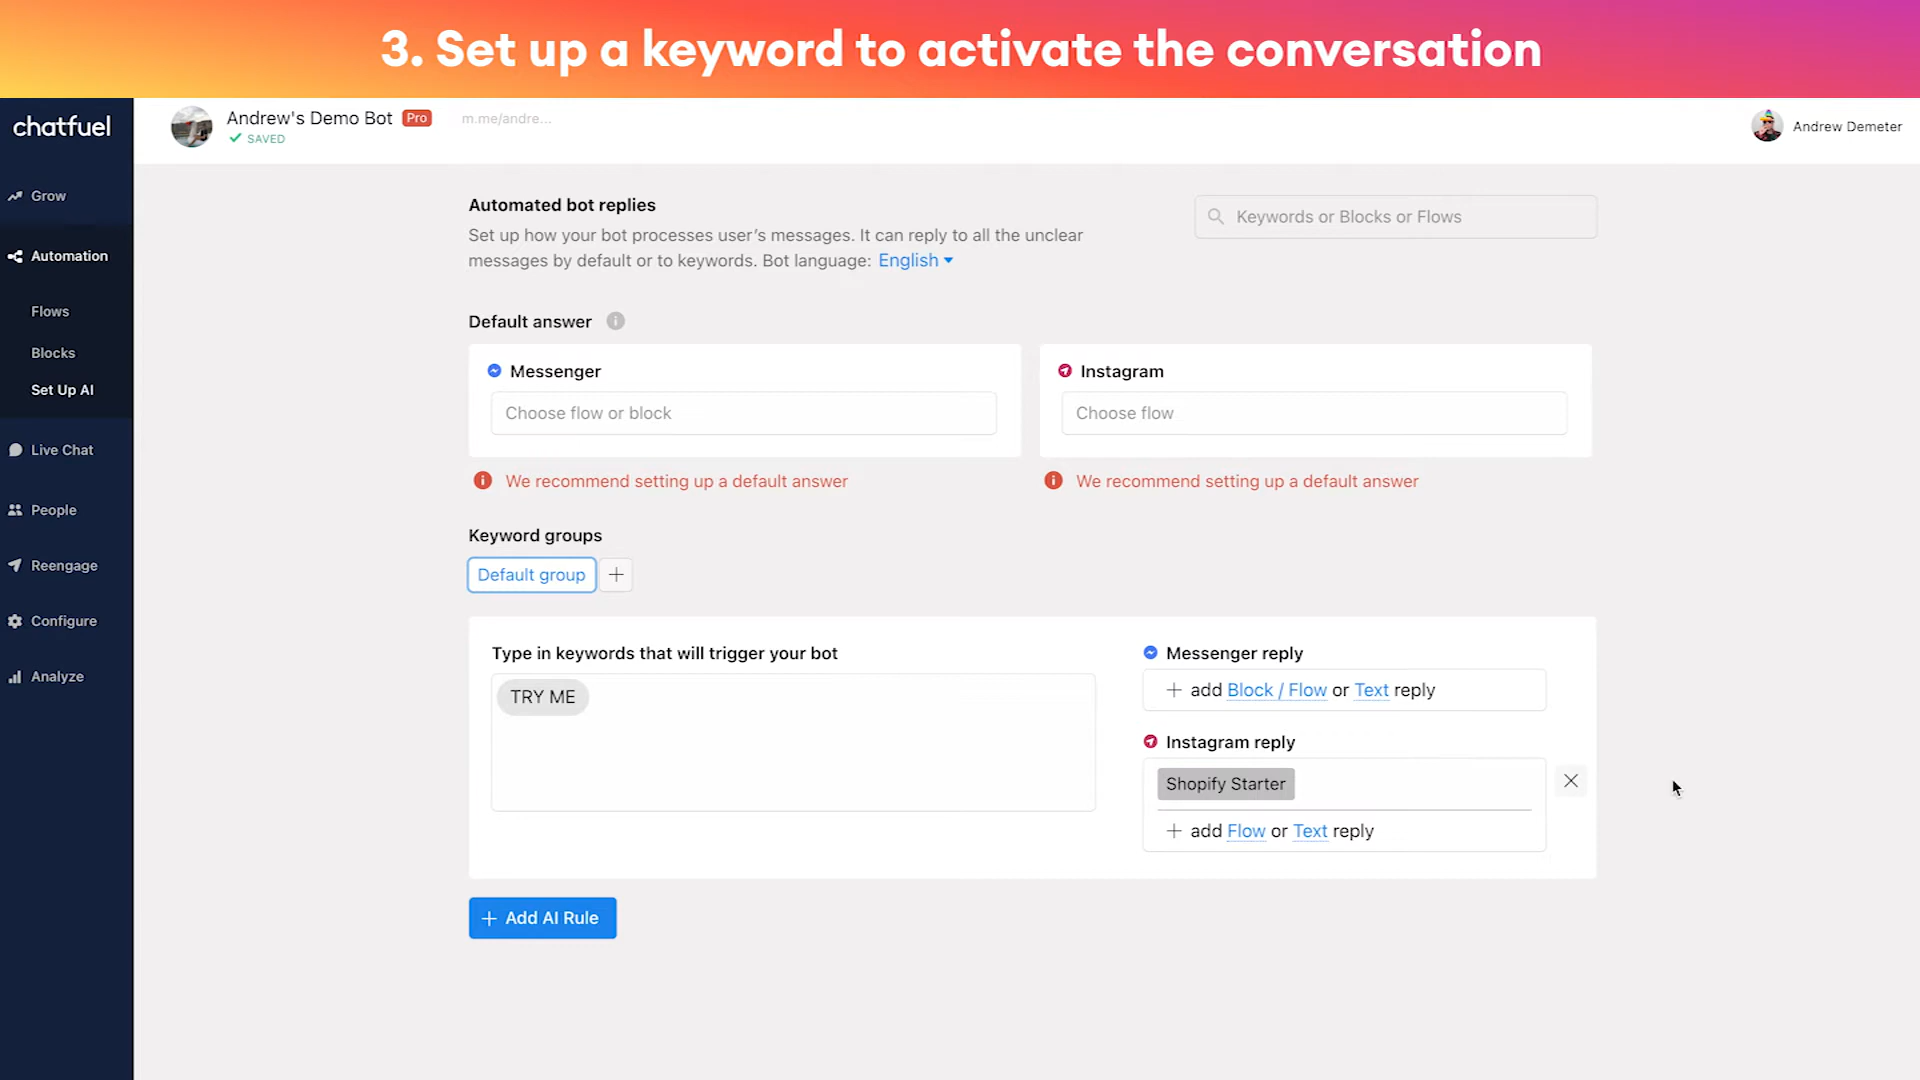 3. Set up a keyword to activate the conversation
chatfuel
Andrew's Demo Bot Pro m.me/andre...
SAVED
Andrew Demeter
Grow
Automation
Flows
Blocks
Set Up AI
Live Chat
People
Reengage
Configure
Analyze
Automated bot replies
Set up how your bot processes user’s messages. It can reply to all the unclear
messages by default or to keywords. Bot language: English
Keywords or Blocks or Flows
Default answer
Messenger
Choose flow or block
We recommend setting up a default answer
Instagram
Choose flow
We recommend setting up a default answer
Keyword groups
Default group +
Type in keywords that will trigger your bot
TRY ME
Messenger reply
+ add Block / Flow or Text reply
Instagram reply
Shopify Starter
+ add Flow or Text reply
+ Add AI Rule